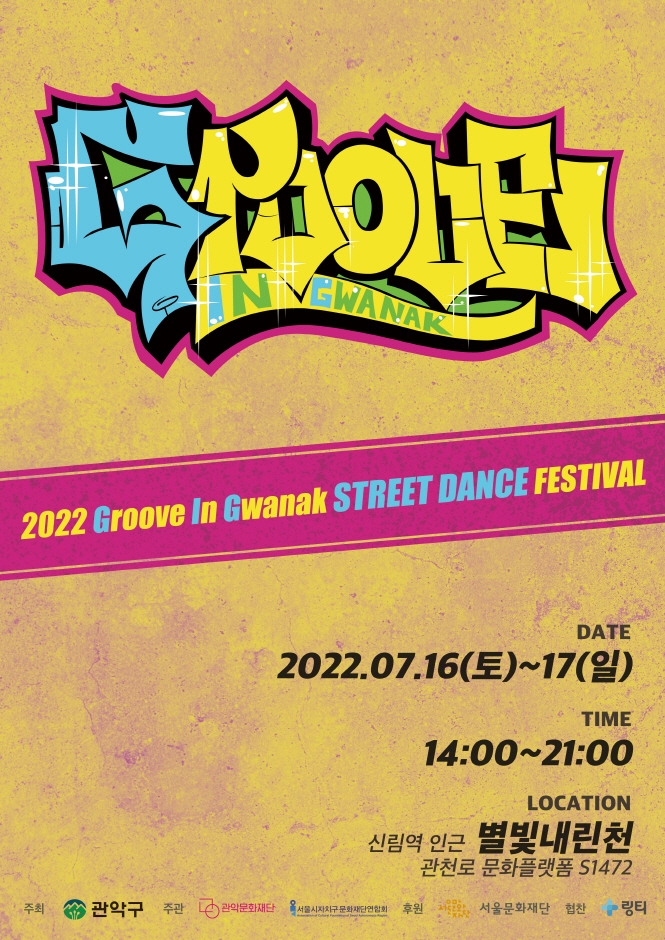 GROOVE
IN GWANAK
2022 Groove In Gwanak STREET DANCE FESTIVAL
DATE
2022.07.16(토)~17(일)
TIME
14:00~21:00
LOCATION
신림역 인근 별빛내린천
관천로 문화플랫폼 S1472
주최 관악구 주관 관악문화재단 서울시자치구문화재단연합회 후원 서울문화재단 협찬 링티